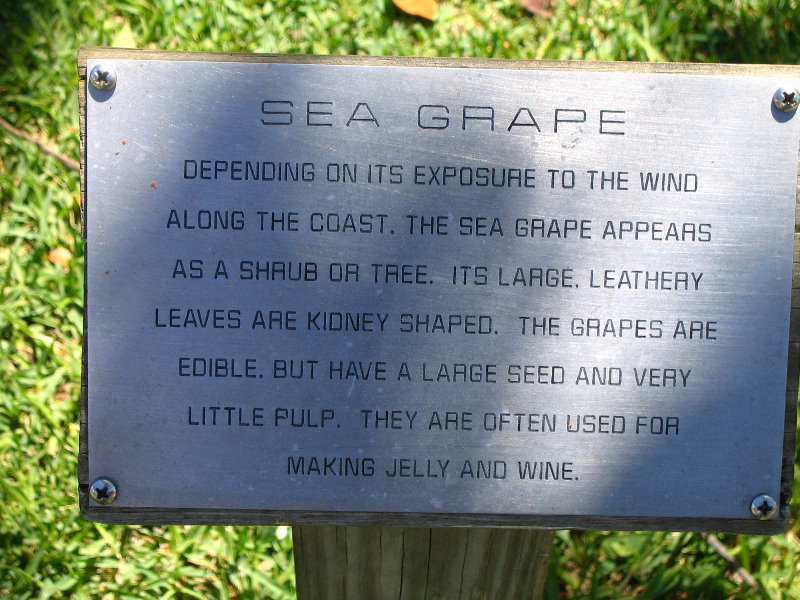 SEA GRAPE
DEPENDING ON ITS EXPOSURE TO THE WIND
ALONG THE COAST, THE SEA GRAPE APPEARS
AS A SHRUB OR TREE. ITS LARGE, LEATHERY
LEAVES ARE KIDNEY SHAPED. THE GRAPES ARE
EDIBLE, BUT HAVE A LARGE SEED AND VERY
LITTLE PULP. THEY ARE OFTEN USED FOR
MAKING JELLY AND WINE.